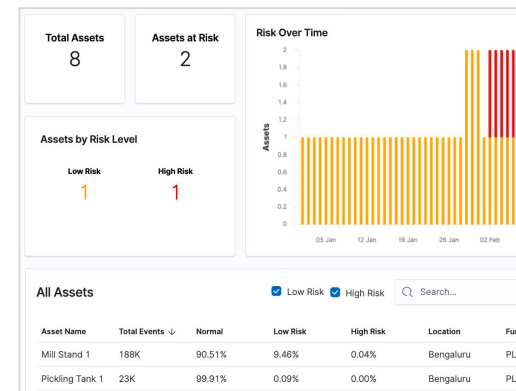 Total Assets
8
Assets at Risk
2
Assets by Risk Level
Low Risk
1
High Risk
1
Risk Over Time
2
1.8
1.6
1.4
1.2
1
0.8
0.6
0.4
0.2
0
Assets
05 Jan 12 Jan 19 Jan 26 Jan 02 Feb
All Assets
Low Risk High Risk Search...
Asset Name Total Events ↓ Normal Low Risk High Risk Location
Mill Stand 1 188K 90.51% 9.46% 0.04% Bengaluru PL
Pickling Tank 1 23K 99.91% 0.09% 0.00% Bengaluru PL